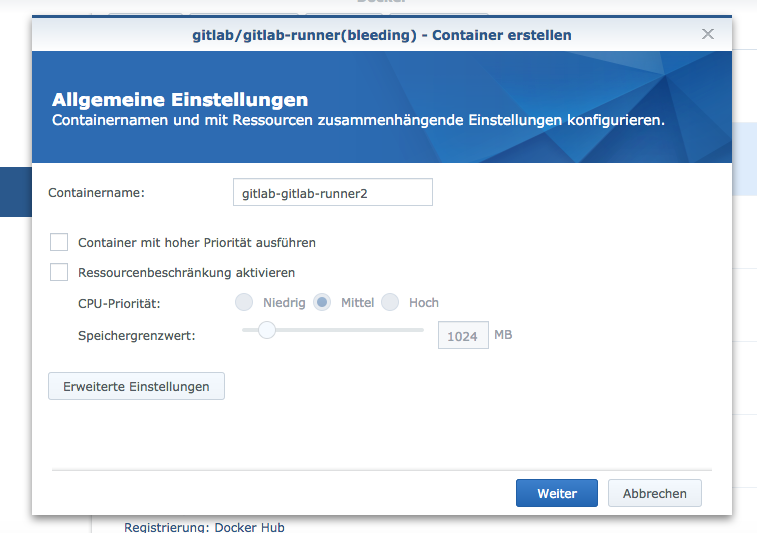 Docker
gitlab/gitlab-runner(bleeding) - Container erstellen
Allgemeine Einstellungen
Containernamen und mit Ressourcen zusammenhängende Einstellungen konfigurieren.
Containername: gitlab-gitlab-runner2
Container mit hoher Priorität ausführen
Ressourcenbeschränkung aktivieren
CPU-Priorität: Niedrig Mittel Hoch
Speichergrenzwert: 1024 MB
Erweiterte Einstellungen
Weiter Abbrechen
Registrierung: Docker Hub